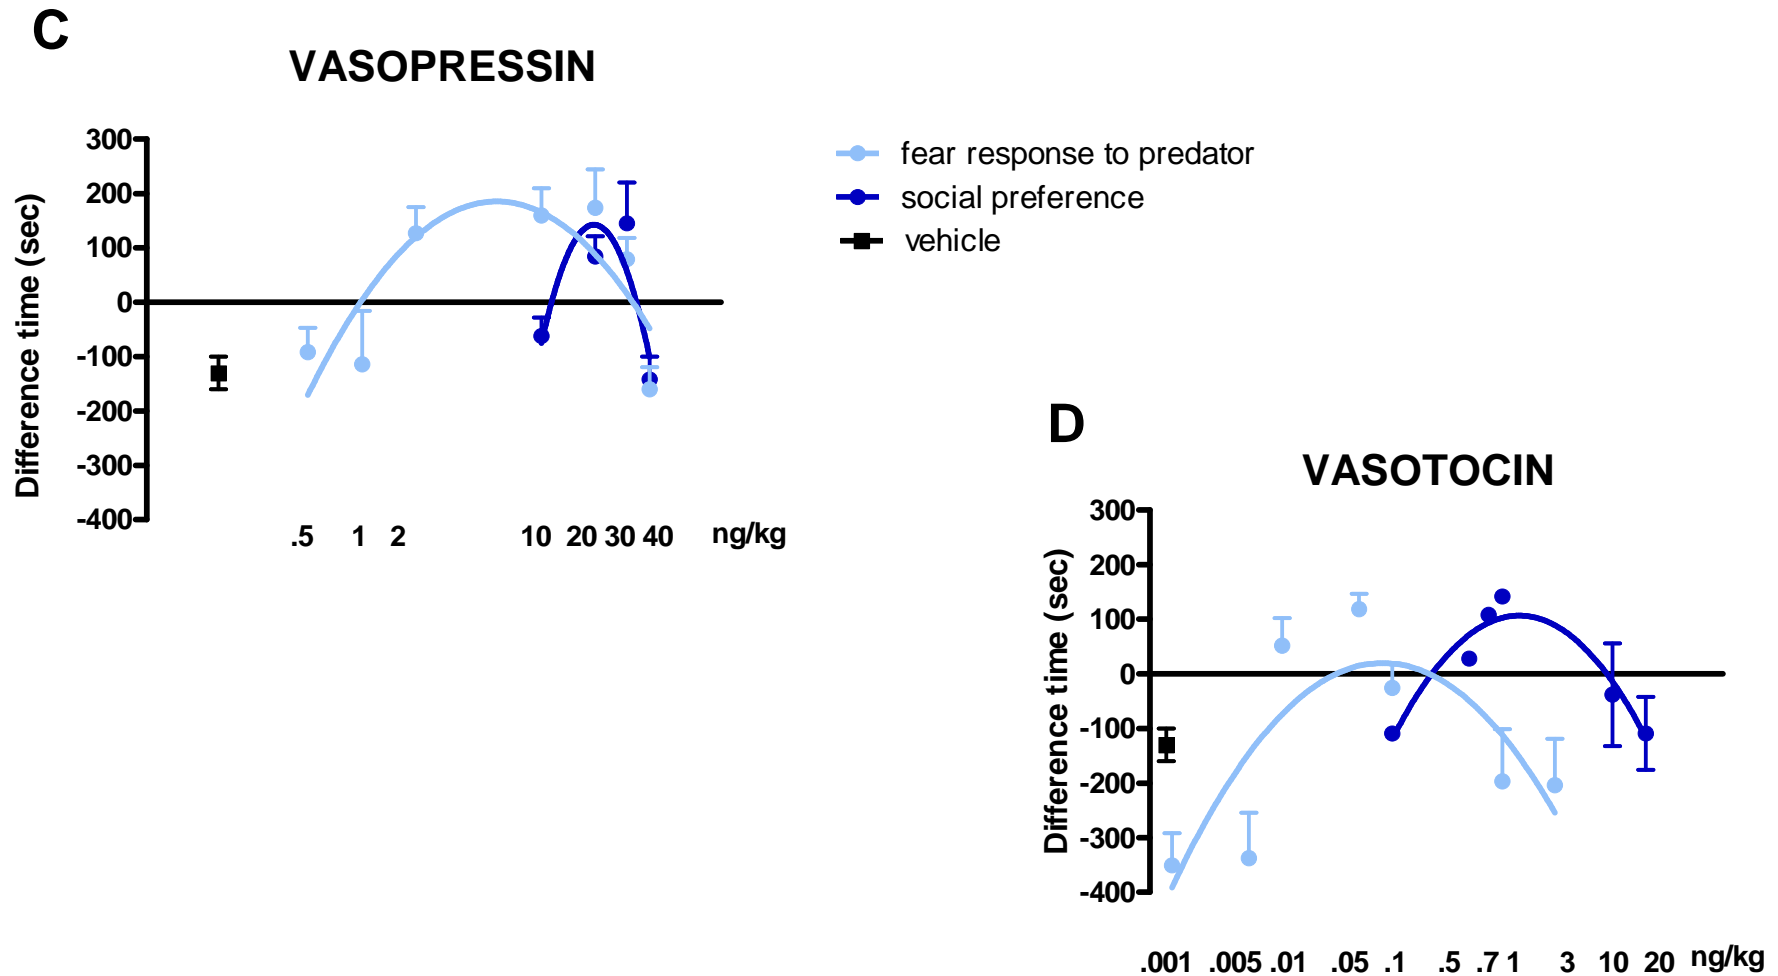 C
VASOPRESSIN
300
200
100
0
-100
-200
-300
-400
Difference time (sec)
.5 1 2 10 20 30 40 ng/kg
fear response to predator
social preference
vehicle
D
VASOTOCIN
300
200
100
0
-100
-200
-300
-400
Difference time (sec)
.001 .005 .01 .05 .1 .5 .7 1 3 10 20 ng/kg